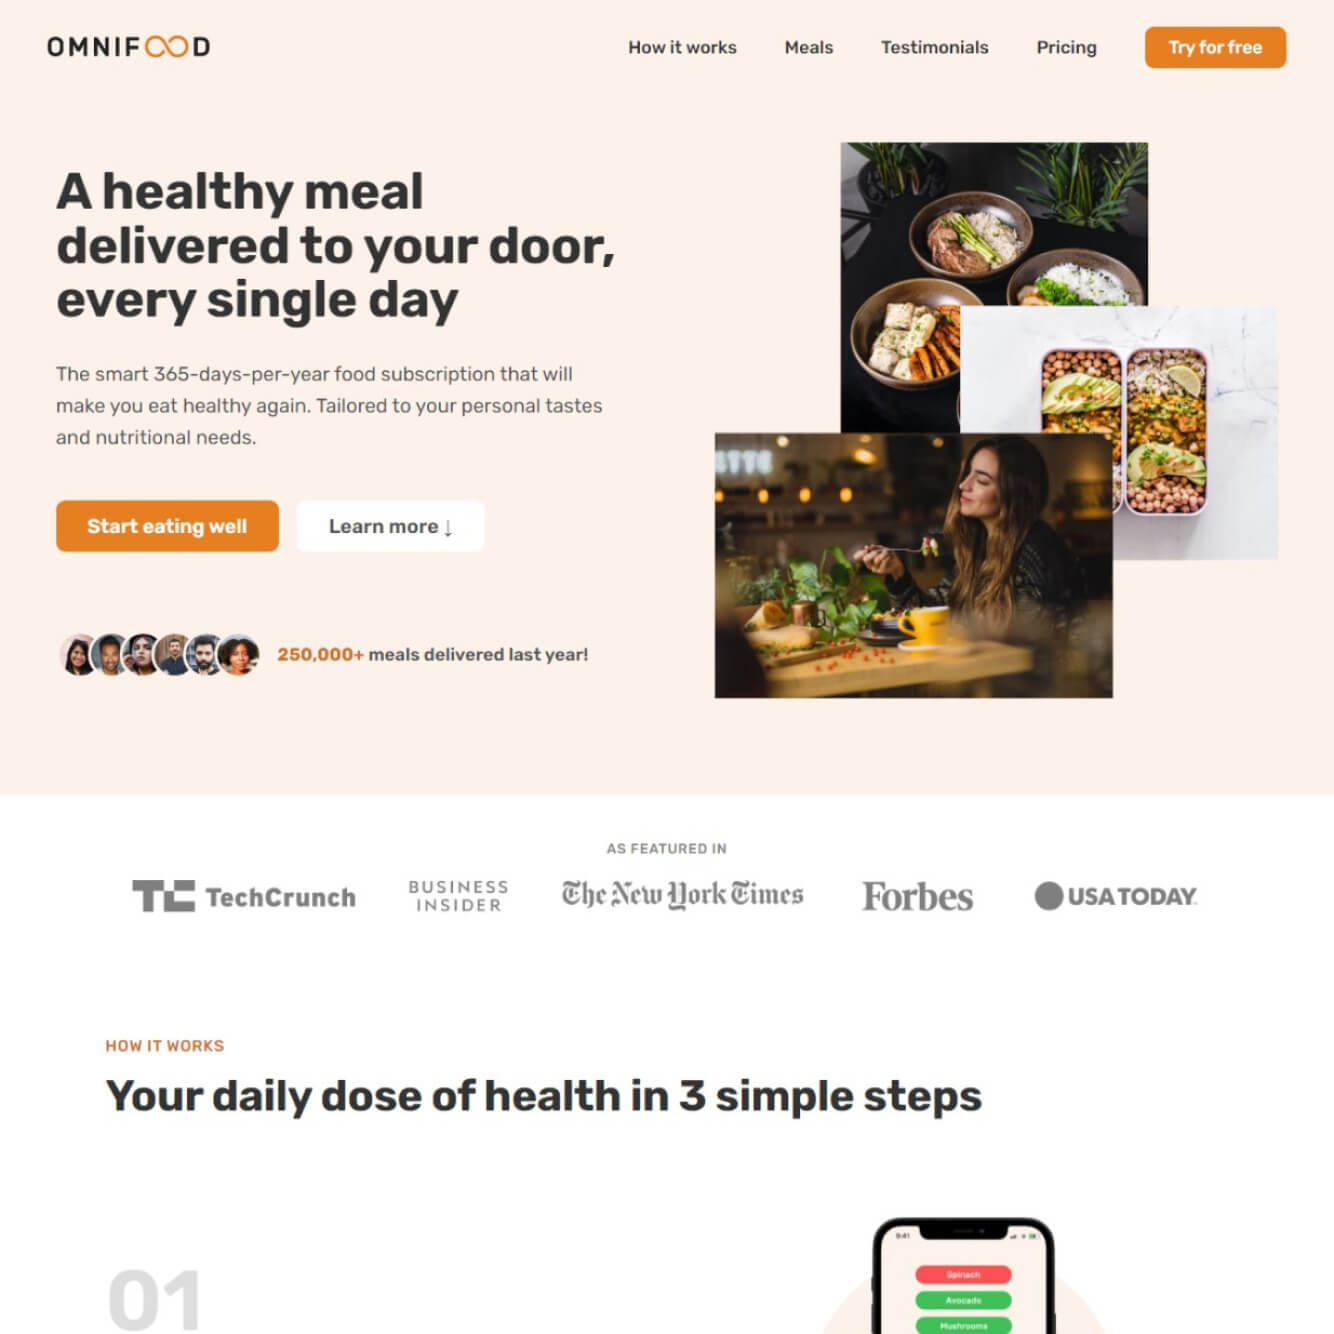 OMNIFOOD
How it works Meals Testimonials Pricing Try for free
A healthy meal
delivered to your door,
every single day
The smart 365-days-per-year food subscription that will
make you eat healthy again. Tailored to your personal tastes
and nutritional needs.
Start eating well Learn more ↓
250,000+ meals delivered last year!
AS FEATURED IN
TC TechCrunch
BUSINESS
INSIDER
The New York Times
Forbes
USA TODAY
HOW IT WORKS
Your daily dose of health in 3 simple steps
01
9:41
Spinach
Avocado
Mushrooms